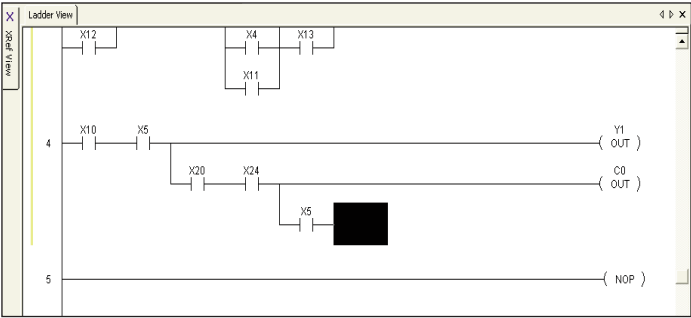 X Ladder View
XRef View
X12 X4 X13
X11
X10 X5 Y1
4 OUT
X20 X24 C0
OUT
X5
5 NOP